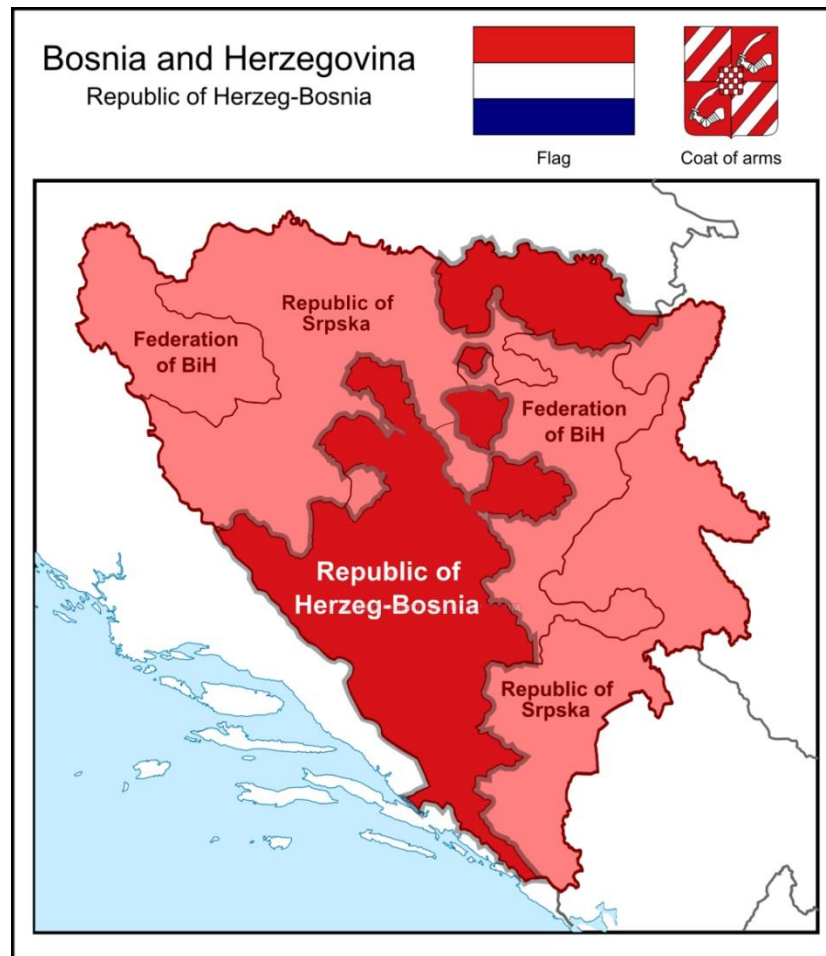 Bosnia and Herzegovina
Republic of Herzeg-Bosnia
Flag
Coat of arms
Republic of
Srpska
Federation
of BiH
Federation
of BiH
Republic of
Herzeg-Bosnia
Republic of
Srpska